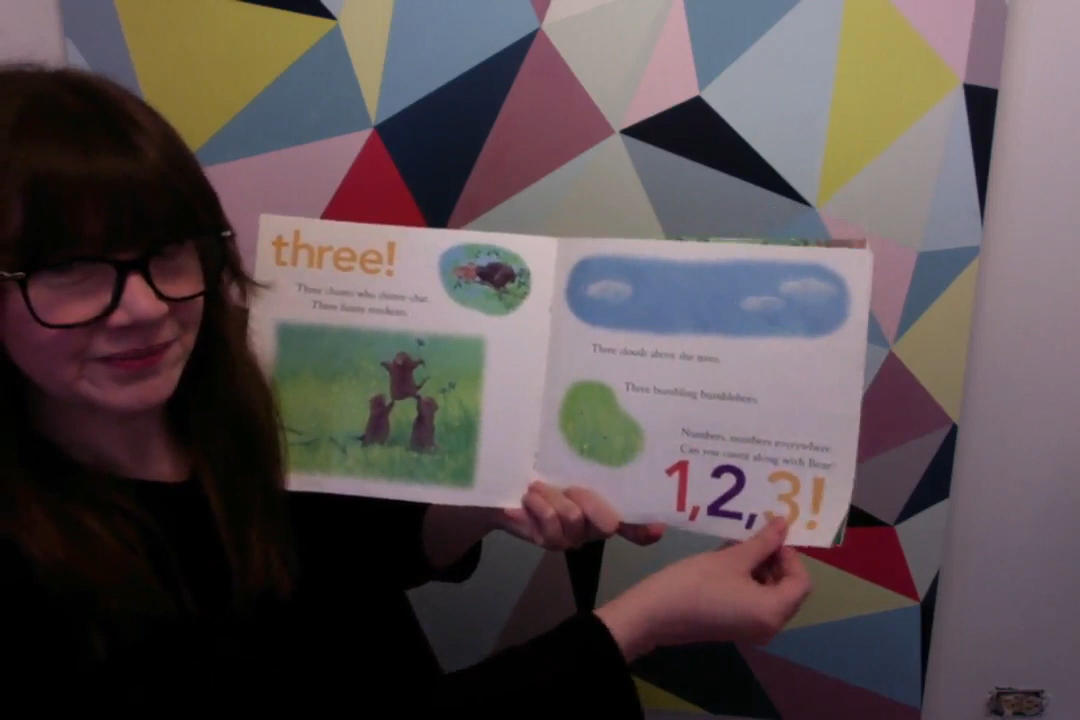 three!
Three chums who chitter-chat.
Three funny
Three clouds above the trees.
Three bumbling bumblebees.
Numbers, numbers everywhere.
Can you count along with Bear?
1, 2, 3!